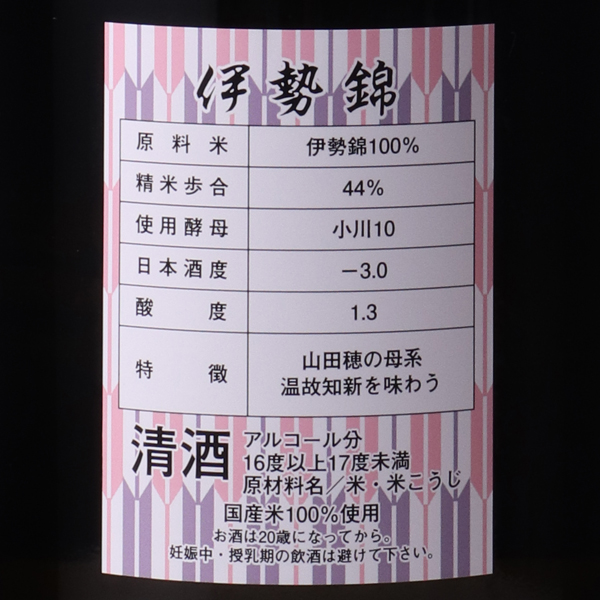 伊勢錦
原料米 伊勢錦100%
精米歩合 44%
使用酵母 小川10
日本酒度 −3.0
酸度 1.3
特徴 山田穂の母系
温故知新を味わう
清酒 アルコール分
16度以上17度未満
原材料名／米・米こうじ
国産米100%使用
お酒は20歳になってから。
妊娠中・授乳期の飲酒は避けて下さい。